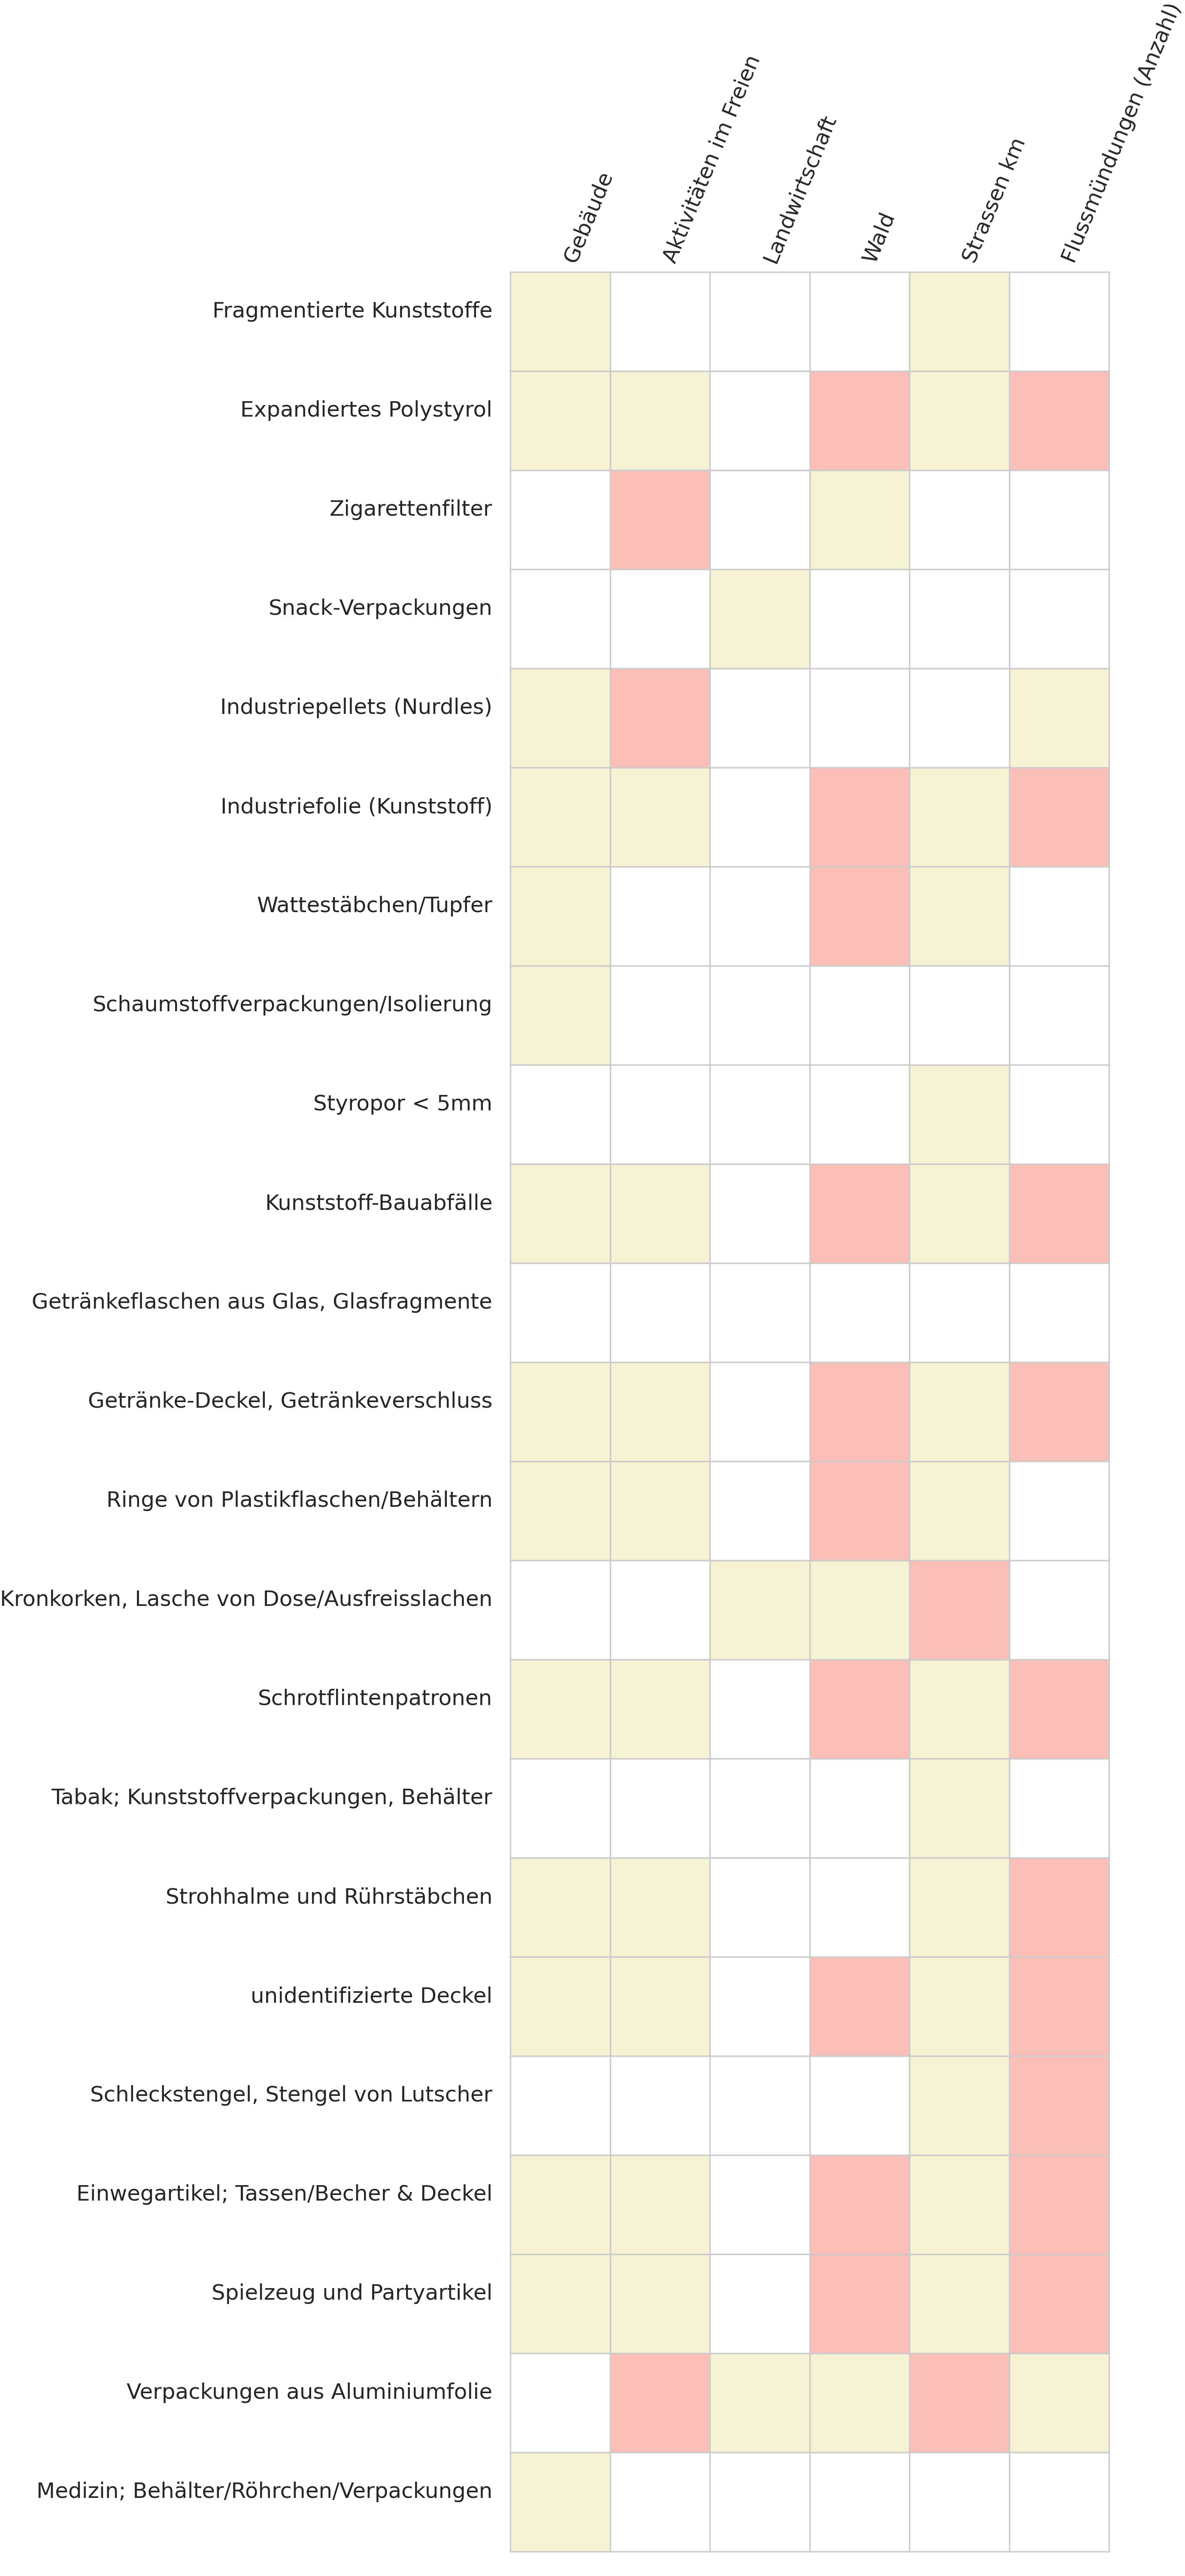 Gebäude
Aktivitäten im Freien
Landwirtschaft
Wald
Strassen km
Flussmündungen (Anzahl)
Fragmentierte Kunststoffe
Expandiertes Polystyrol
Zigarettenfilter
Snack-Verpackungen
Industriepellets (Nurdles)
Industriefolie (Kunststoff)
Wattestäbchen/Tupfer
Schaumstoffverpackungen/Isolierung
Styropor < 5mm
Kunststoff-Bauabfälle
Getränkeflaschen aus Glas, Glasfragmente
Getränke-Deckel, Getränkeverschluss
Ringe von Plastikflaschen/Behältern
Kronkorken, Lasche von Dose/Ausfreisslachen
Schrotflintenpatronen
Tabak; Kunststoffverpackungen, Behälter
Strohhalme und Rührstäbchen
unidentifizierte Deckel
Schleckstengel, Stengel von Lutscher
Einwegartikel; Tassen/Becher & Deckel
Spielzeug und Partyartikel
Verpackungen aus Aluminiumfolie
Medizin; Behälter/Röhrchen/Verpackungen